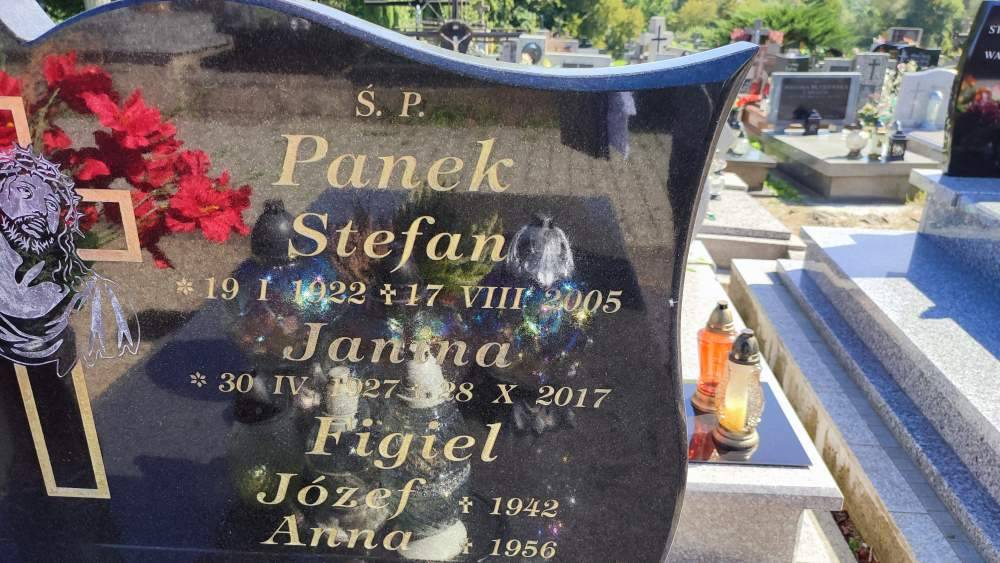 Ś. P.
Panek
Stefan
* 19 I 1922 ✝ 17 VIII 2005
Janina
* 30 IV 1927 ✝ 28 X 2017
Figiel
Józef ✝ 1942
Anna ✝ 1956